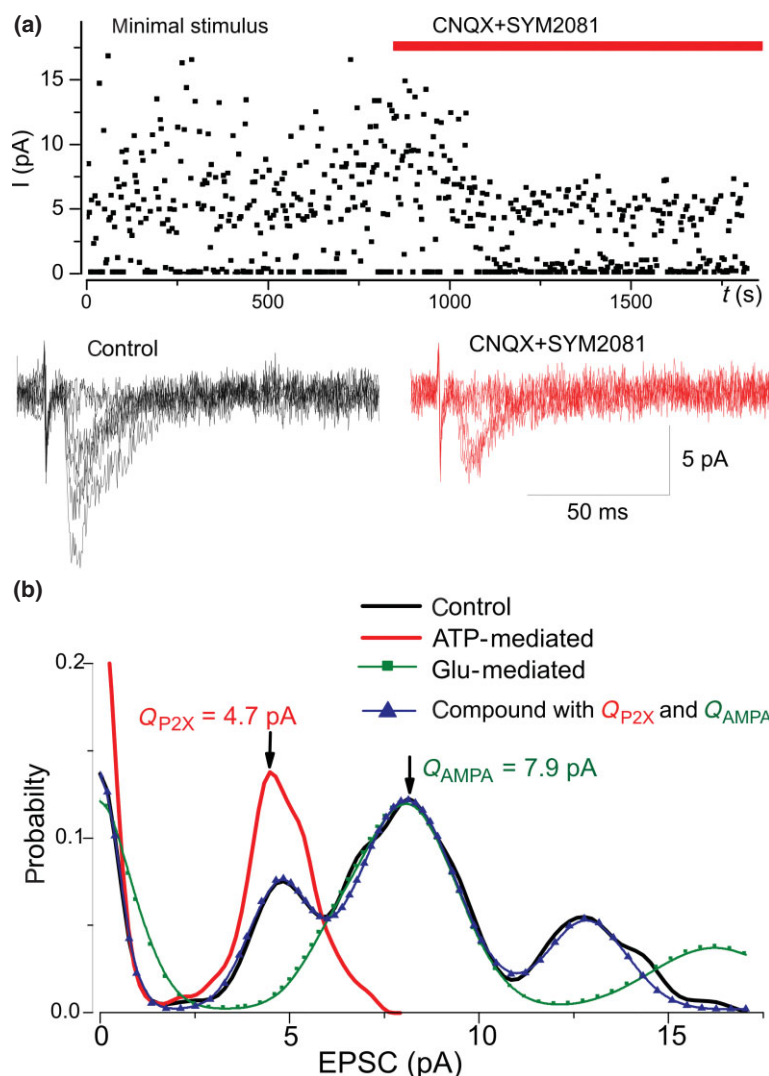 (a)
Minimal stimulus
CNQX+SYM2081
I (pA)
15
10
5
0
0
500
1000
1500
t (s)
Control
CNQX+SYM2081
5 pA
50 ms
(b)
Control
ATP-mediated
Glu-mediated
Compound with QP2X and QAMPA
QP2X = 4.7 pA
QAMPA = 7.9 pA
Probabilty
0.2
0.1
0.0
0
5
10
15
EPSC (pA)